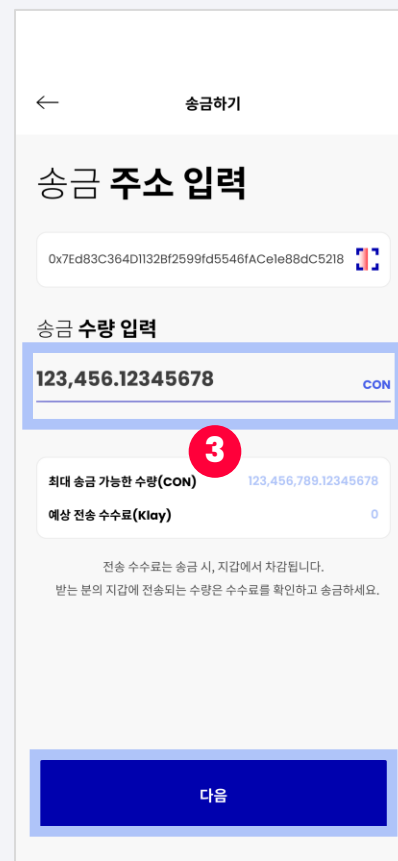 송금하기
송금 주소 입력
0x7Ed83C364D1132Bf2599fd5546fACe1e88dC5218
송금 수량 입력
123,456.12345678 CON
3
최대 송금 가능한 수량(CON) 123,456,789.12345678
예상 전송 수수료(Klay) 0
전송 수수료는 송금 시, 지갑에서 차감됩니다.
받는 분의 지갑에 전송되는 수량은 수수료를 확인하고 송금하세요.
다음